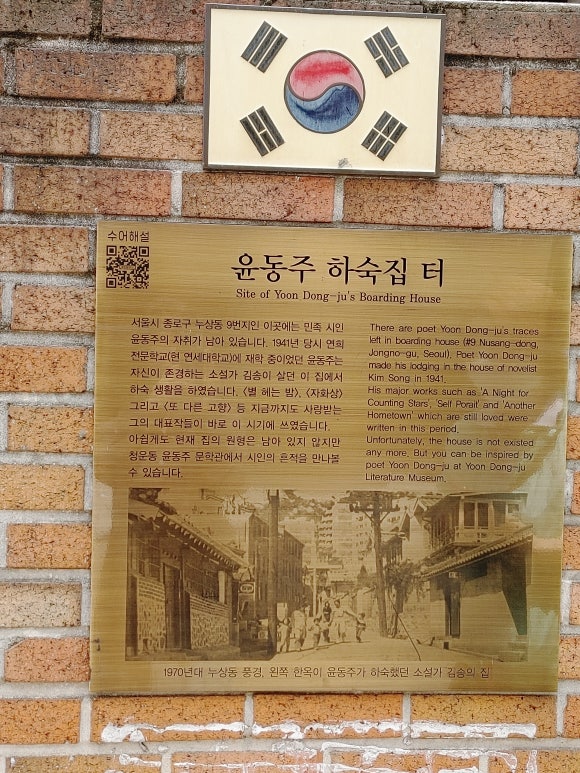 수어해설
윤동주 하숙집 터
Site of Yoon Dong-ju's Boarding House
서울시 종로구 누상동 9번지인 이곳에는 민족 시인
윤동주의 자취가 남아 있습니다. 1941년 당시 연희
전문학교(현 연세대학교)에 재학 중이었던 윤동주는
자신이 존경하는 소설가 김송이 살던 이 집에서
하숙 생활을 하였습니다. 〈별 헤는 밤〉, 〈자화상〉
그리고 〈또 다른 고향〉 등 지금까지도 사랑받는
그의 대표작들이 바로 이 시기에 쓰였습니다.
아쉽게도 현재 집의 원형은 남아 있지 않지만
청운동 윤동주 문학관에서 시인의 흔적을 만나볼
수 있습니다.
There are poet Yoon Dong-ju's traces
left in boarding house (#9 Nusang-dong,
Jongno-gu, Seoul). Poet Yoon Dong-ju
made his lodging in the house of novelist
Kim Song in 1941.
His major works such as 'A Night for
Counting Stars', 'Self Porait' and 'Another
Hometown' which are still loved were
written in this period.
Unfortunately, the house is not existed
any more. But you can be inspired by
poet Yoon Dong-ju at Yoon Dong-ju
Literature Museum.
1970년대 누상동 풍경, 왼쪽 한옥이 윤동주가 하숙했던 소설가 김송의 집